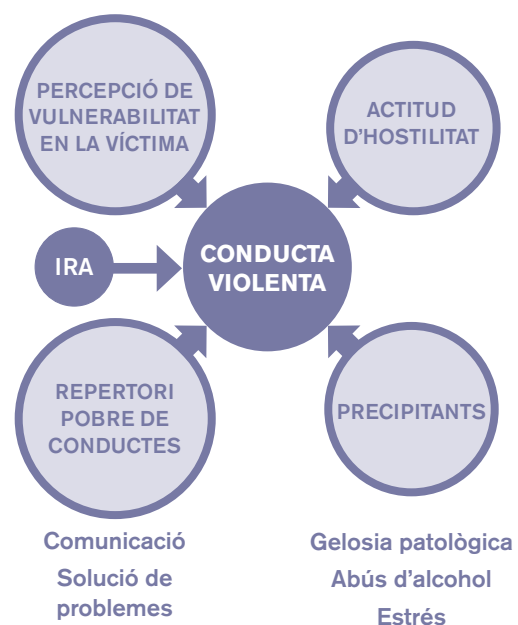 PERCEPCIÓ DE
VULNERABILITAT
EN LA VÍCTIMA
ACTITUD
D’HOSTILITAT
IRA
CONDUCTA
VIOLENTA
REPERTORI
POBRE DE
CONDUCTES
PRECIPITANTS
Comunicació
Solució de
problemes
Gelosia patològica
Abús d’alcohol
Estrés